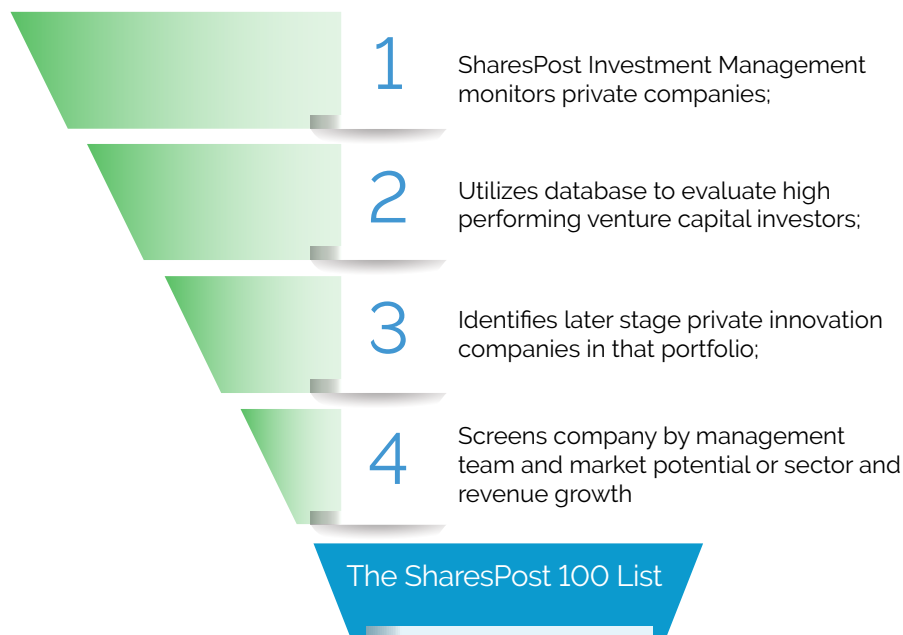 1
SharesPost Investment Management
monitors private companies;
2
Utilizes database to evaluate high
performing venture capital investors;
3
Identifies later stage private innovation
companies in that portfolio;
4
Screens company by management
team and market potential or sector and
revenue growth
The SharesPost 100 List